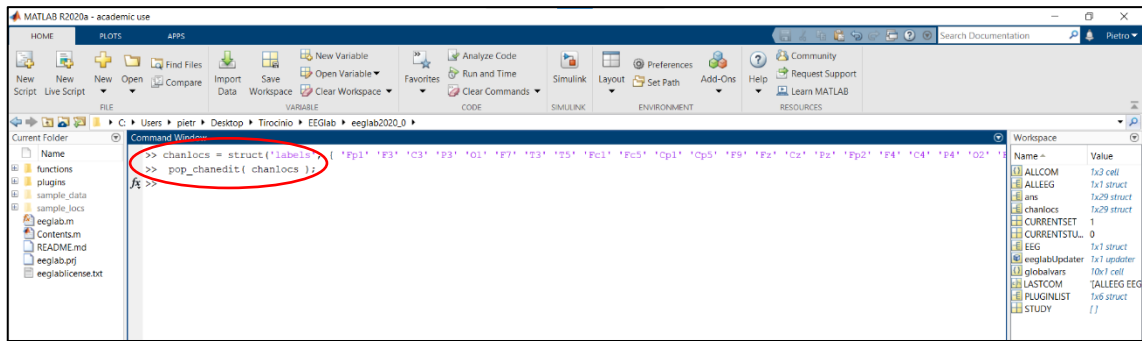 MATLAB R2020a - academic use
HOME PLOTS APPS Search Documentation Pietro
New Script New Live Script New Open Find Files Compare FILE
Import Data Save Workspace New Variable Open Variable Clear Workspace VARIABLE
Favorites Analyze Code Run and Time Clear Commands CODE
Simulink SIMULINK
Layout Preferences Set Path Add-Ons ENVIRONMENT
Help Community Request Support Learn MATLAB RESOURCES
C: Users pietr Desktop Tirocinio EEGlab eeglab2020_0
Current Folder
Name
functions
plugins
sample_data
sample_locs
eeglab.m
Contents.m
README.md
eeglab.prj
eeglablicense.txt
Command Window
>> chanlocs = struct('labels', { 'Fp1' 'F3' 'C3' 'P3' 'O1' 'F7' 'T3' 'T5' 'Fc1' 'Fc5' 'Cp1' 'Cp5' 'F9' 'Fz' 'Cz' 'Pz' 'Fp2' 'F4' 'C4' 'P4' 'O2'
>> pop_chanedit( chanlocs );
fx >>
Workspace
Name Value
ALLCOM 1x3 cell
ALLEEG 1x1 struct
ans 1x29 struct
chanlocs 1x29 struct
CURRENTSET 1
CURRENTSTU... 0
EEG 1x1 struct
eeglabUpdater 1x1 updater
globalvars 10x1 cell
LASTCOM '[ALLEEG EEG
PLUGINLIST 1x6 struct
STUDY []